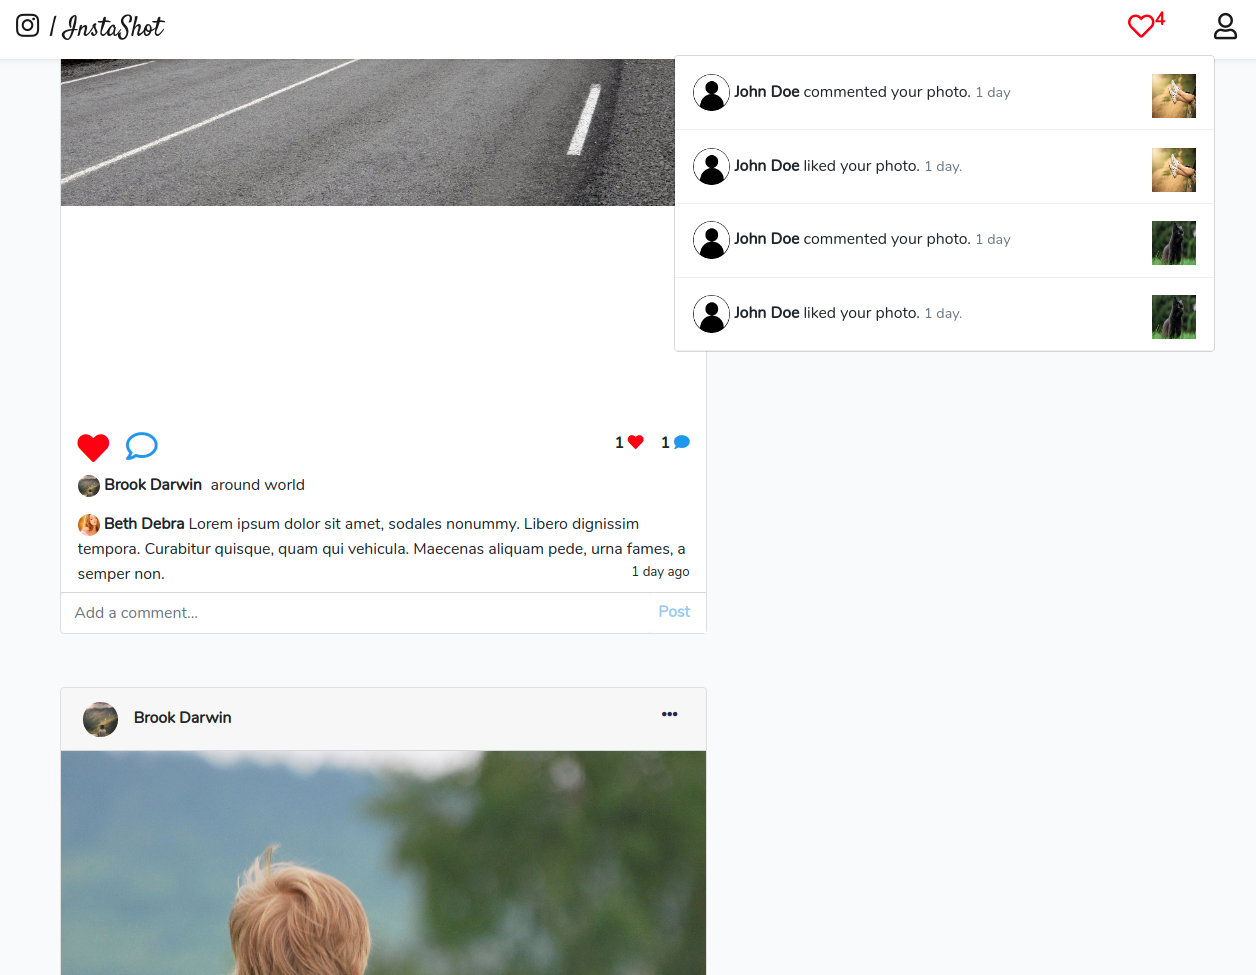 / InstaShot
4
John Doe commented your photo. 1 day
John Doe liked your photo. 1 day.
John Doe commented your photo. 1 day
John Doe liked your photo. 1 day.
1 1
Brook Darwin around world
Beth Debra Lorem ipsum dolor sit amet, sodales nonummy. Libero dignissim
tempora. Curabitur quisque, quam qui vehicula. Maecenas aliquam pede, urna fames, a
semper non.
1 day ago
Add a comment... Post
Brook Darwin